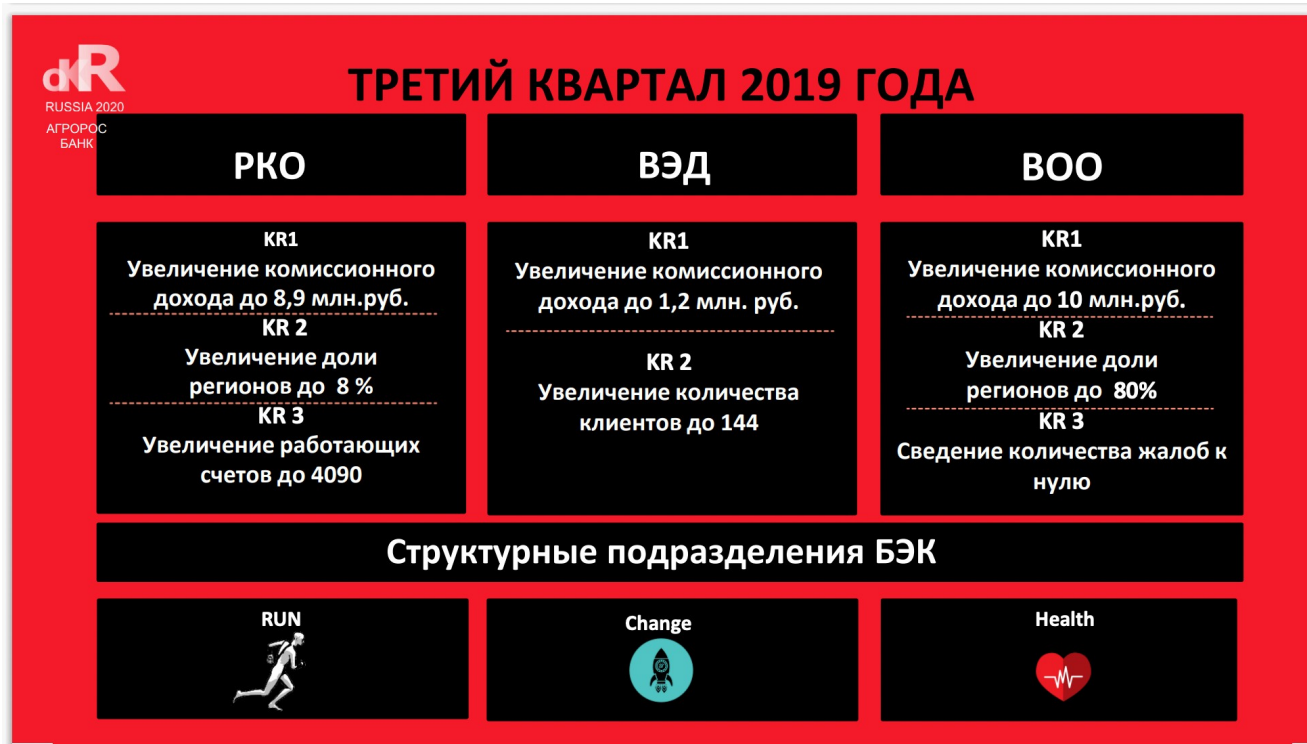 OKR
RUSSIA 2020
АГРОРОС
БАНК
ТРЕТИЙ КВАРТАЛ 2019 ГОДА
РКО
ВЭД
ВОО
KR1
Увеличение комиссионного
дохода до 8,9 млн.руб.
KR 2
Увеличение доли
регионов до 8 %
KR 3
Увеличение работающих
счетов до 4090
KR1
Увеличение комиссионного
дохода до 1,2 млн. руб.
KR 2
Увеличение количества
клиентов до 144
KR1
Увеличение комиссионного
дохода до 10 млн.руб.
KR 2
Увеличение доли
регионов до 80%
KR 3
Сведение количества жалоб к
нулю
Структурные подразделения БЭК
RUN
Change
Health